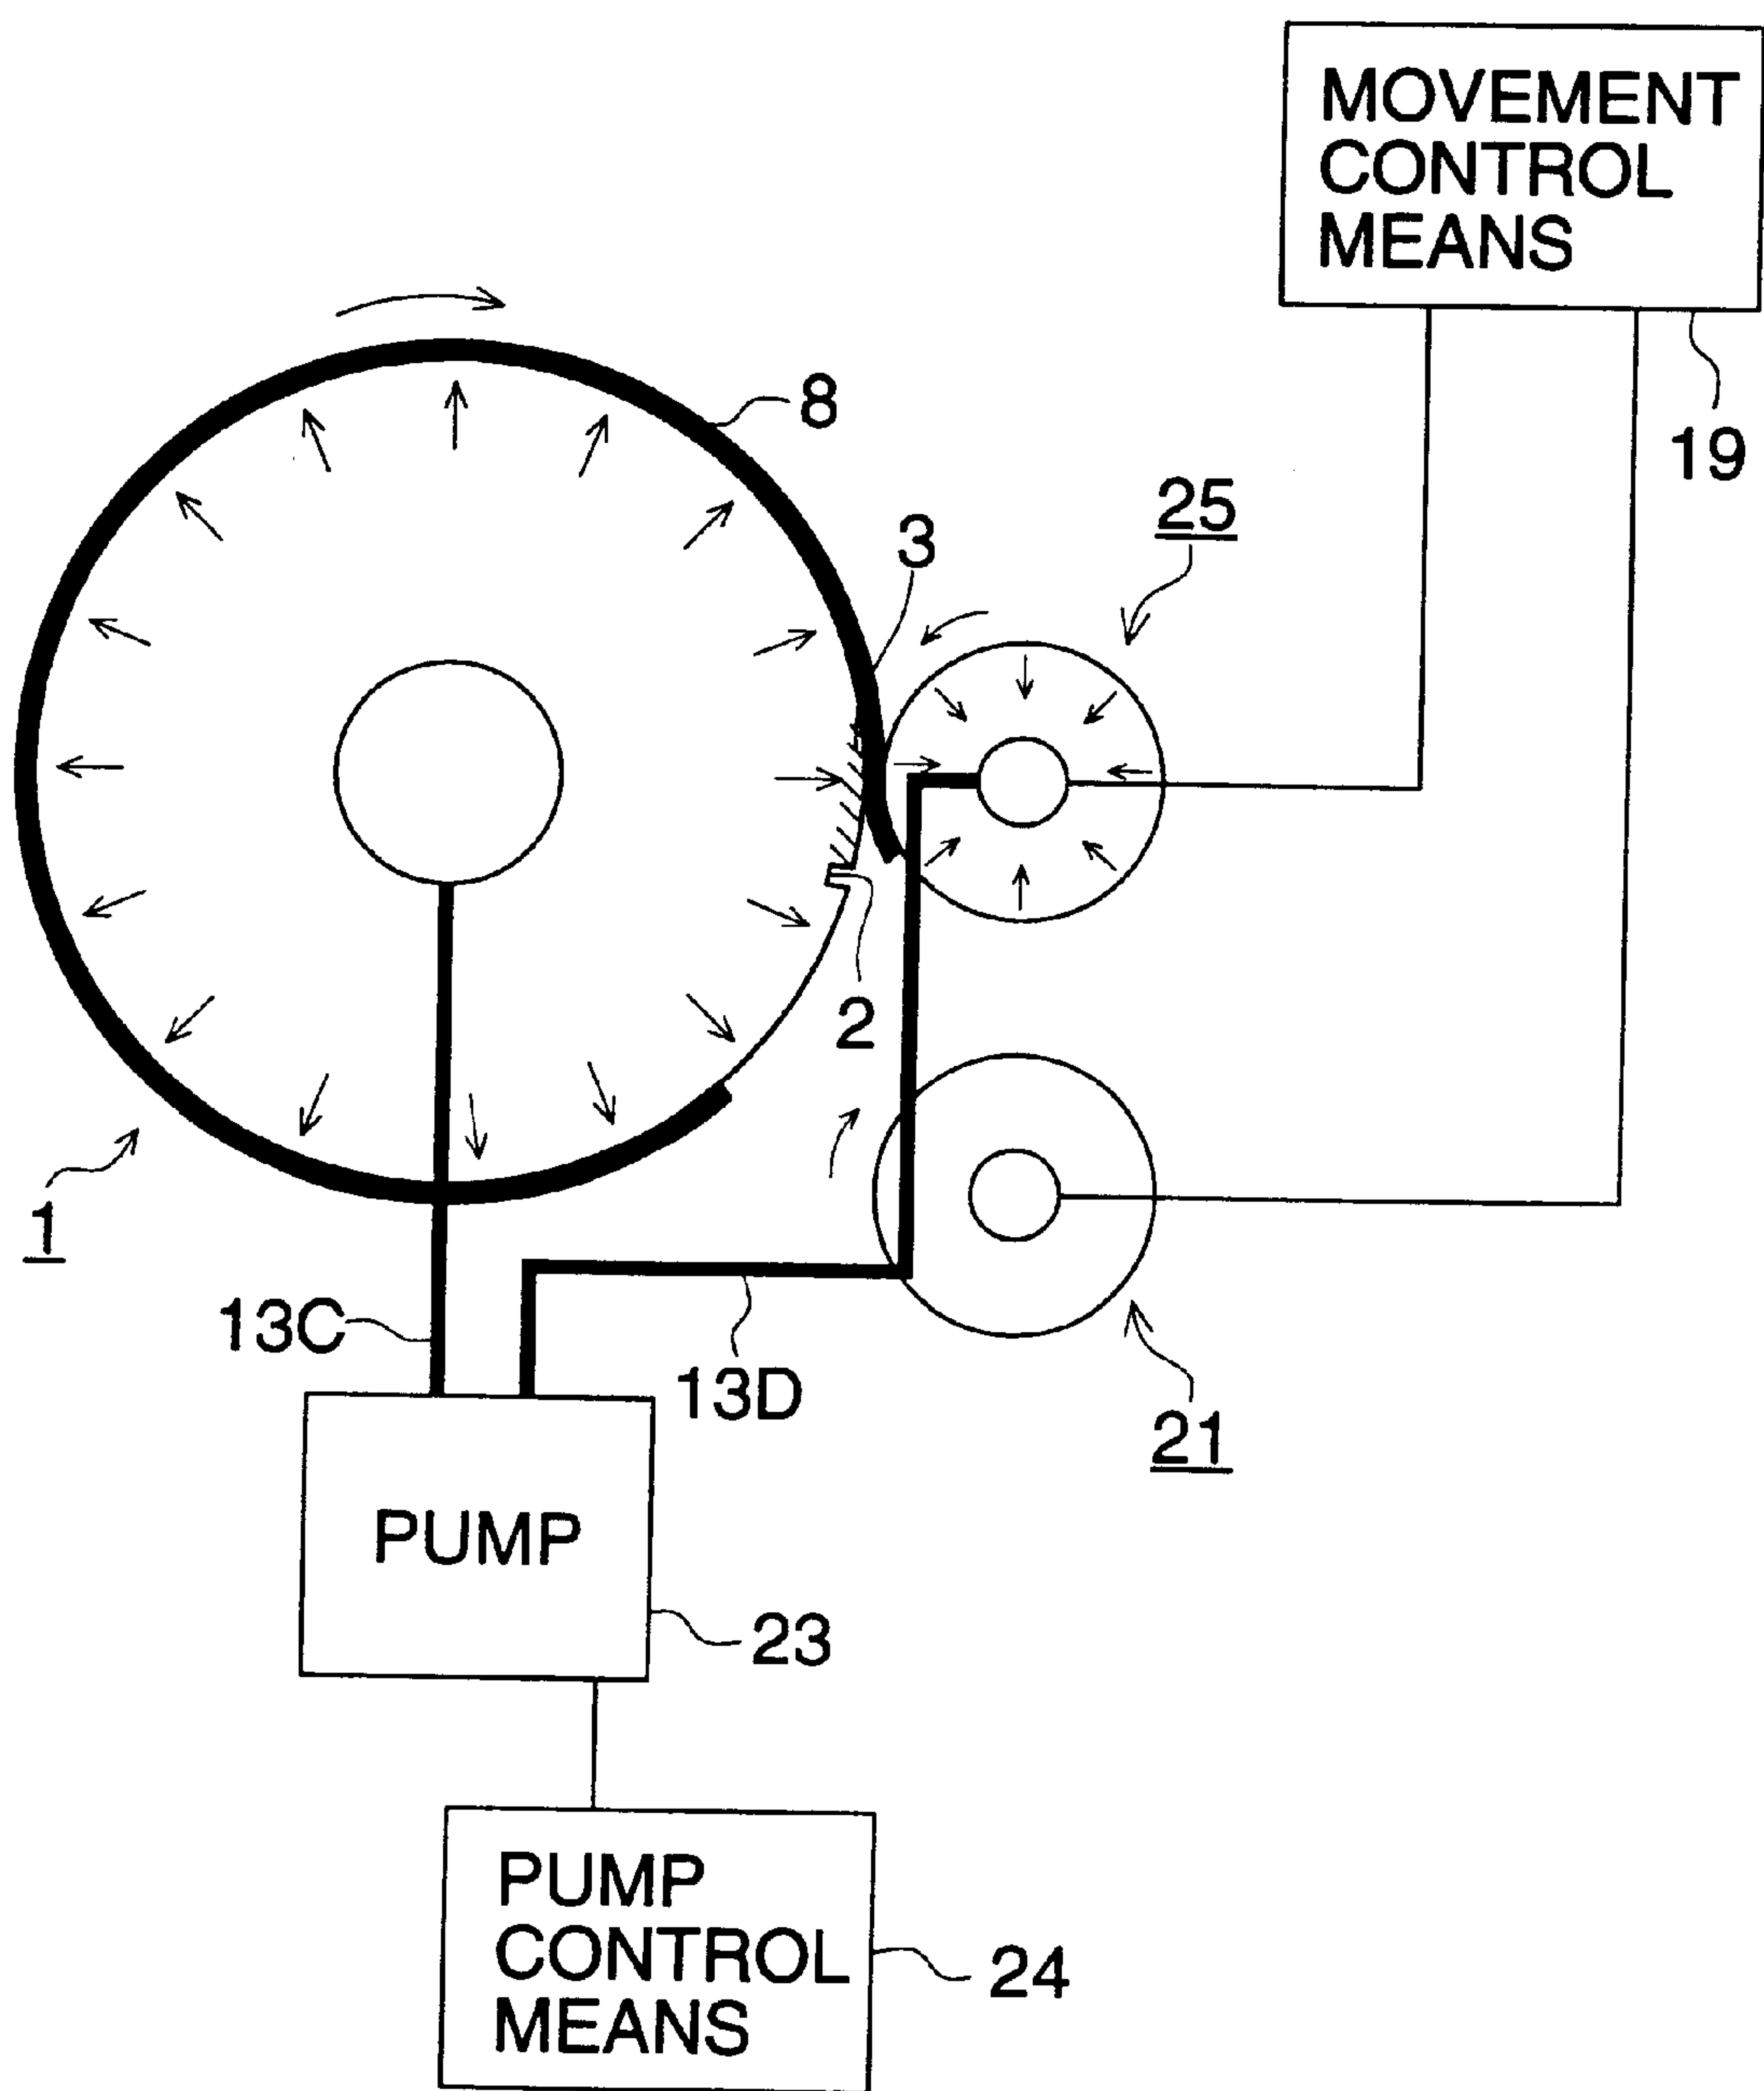 MOVEMENT
CONTROL
MEANS
19
8
25
3
2
1
13C
13D
21
PUMP
23
PUMP
CONTROL
MEANS
24